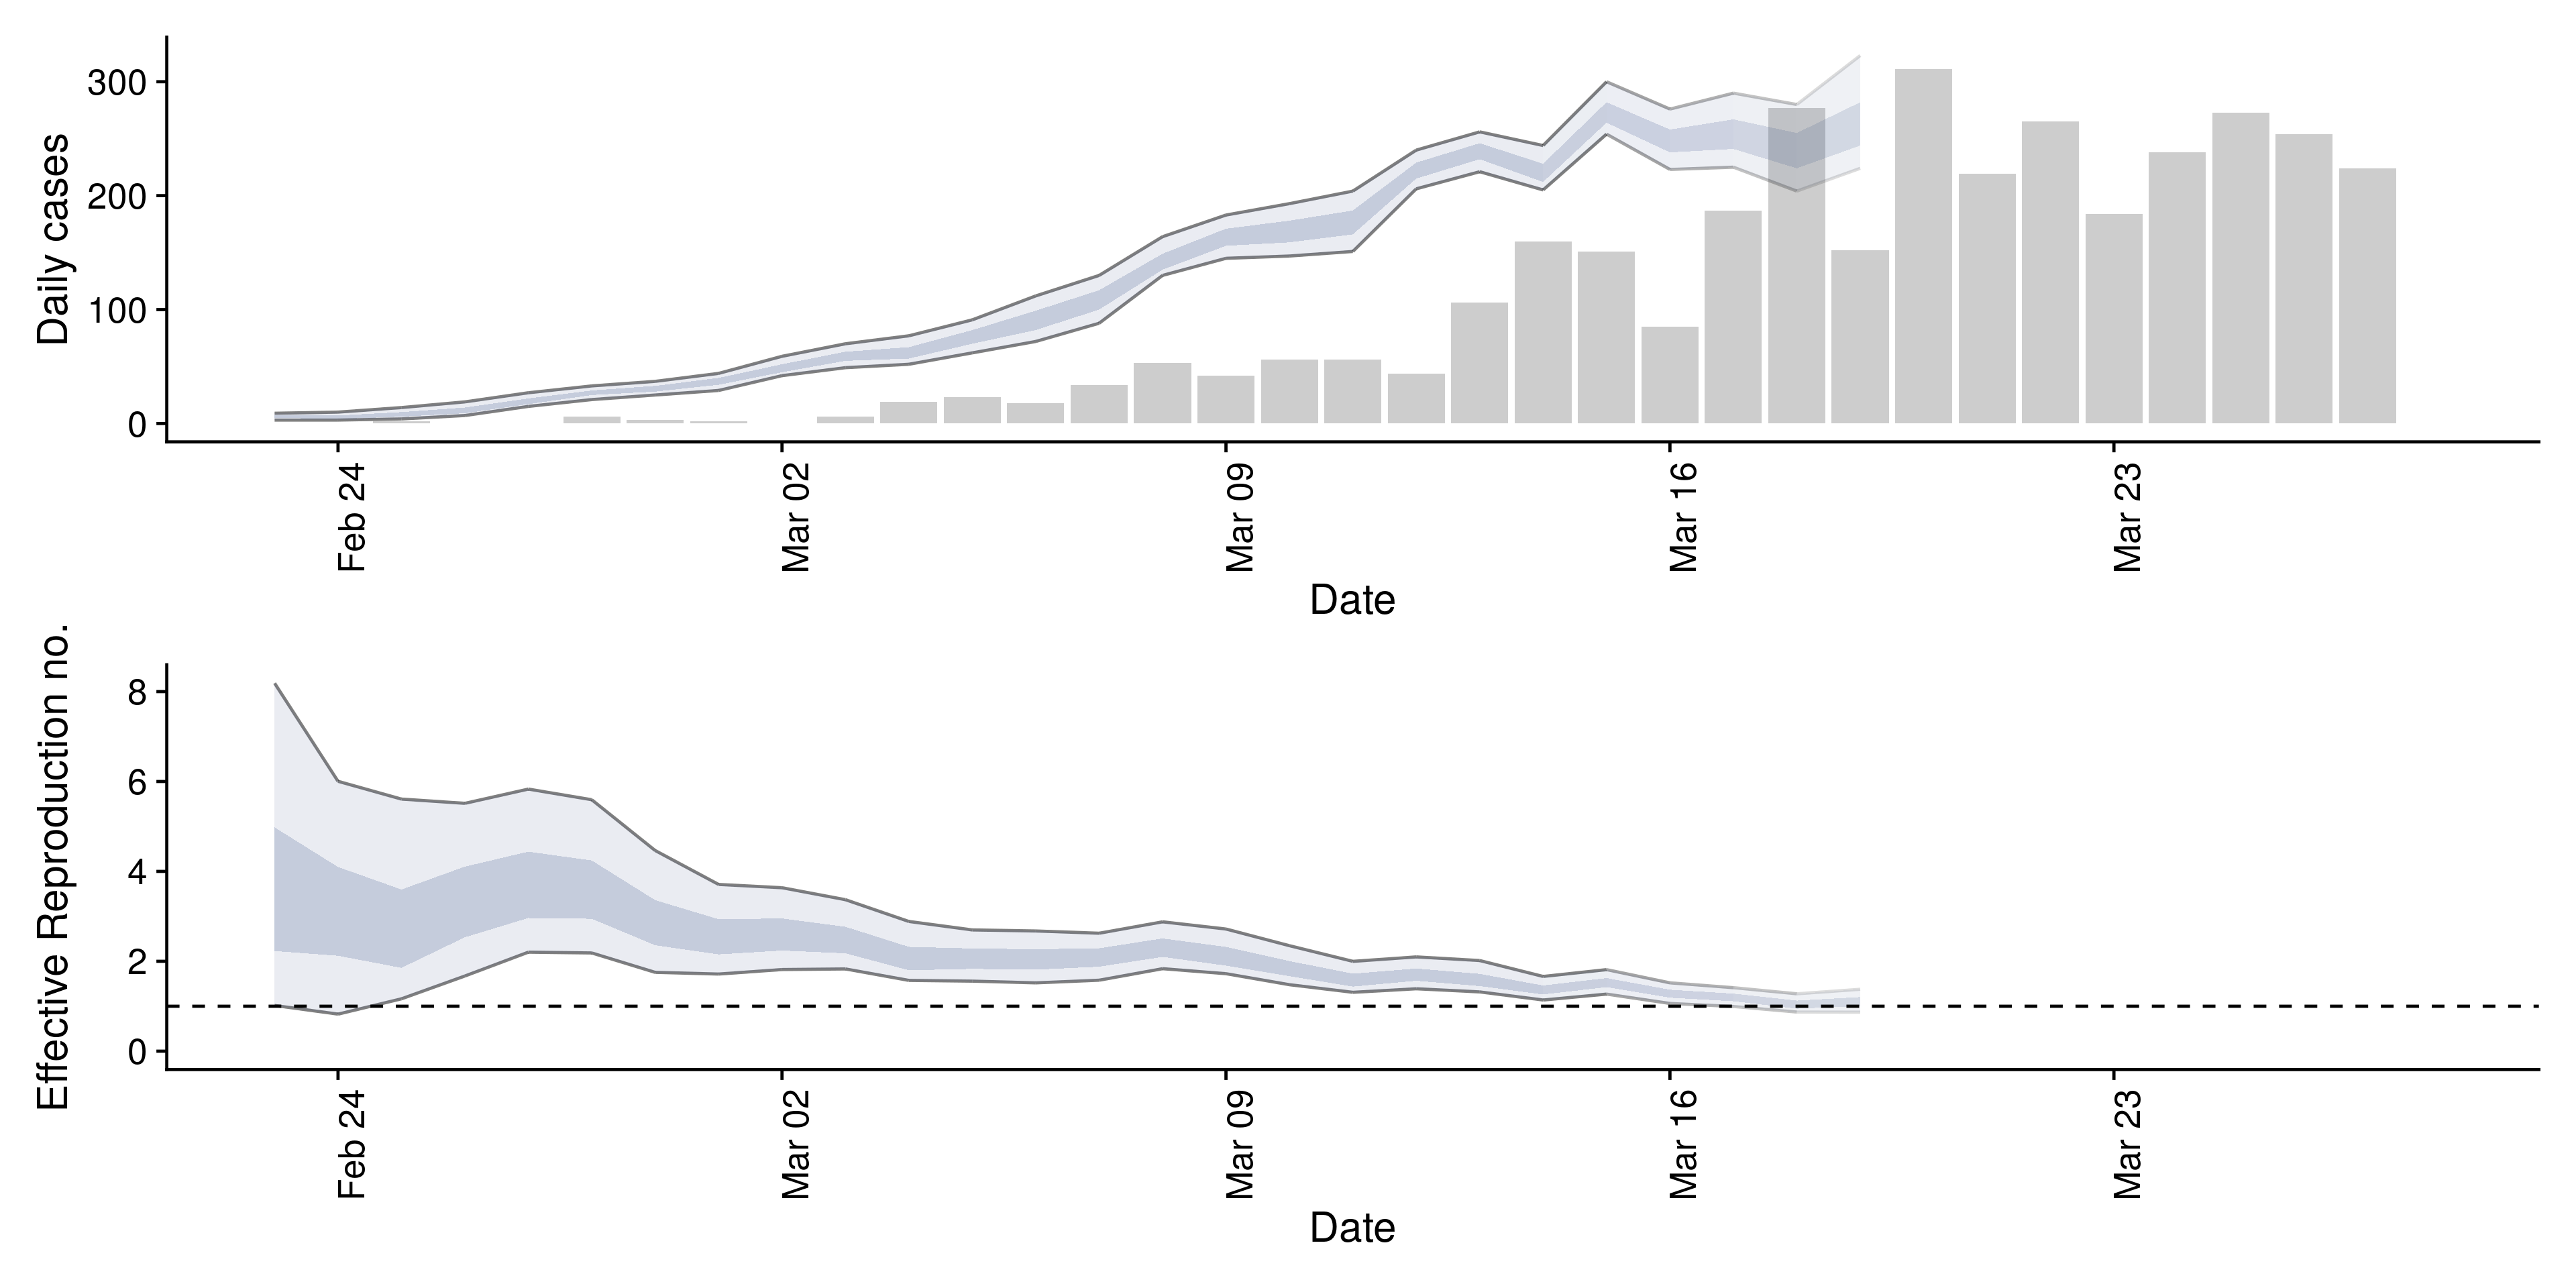 Daily cases
300
200
100
0
Feb 24
Mar 02
Mar 09
Mar 16
Mar 23
Date
Effective Reproduction no.
8
6
4
2
0
Feb 24
Mar 02
Mar 09
Mar 16
Mar 23
Date